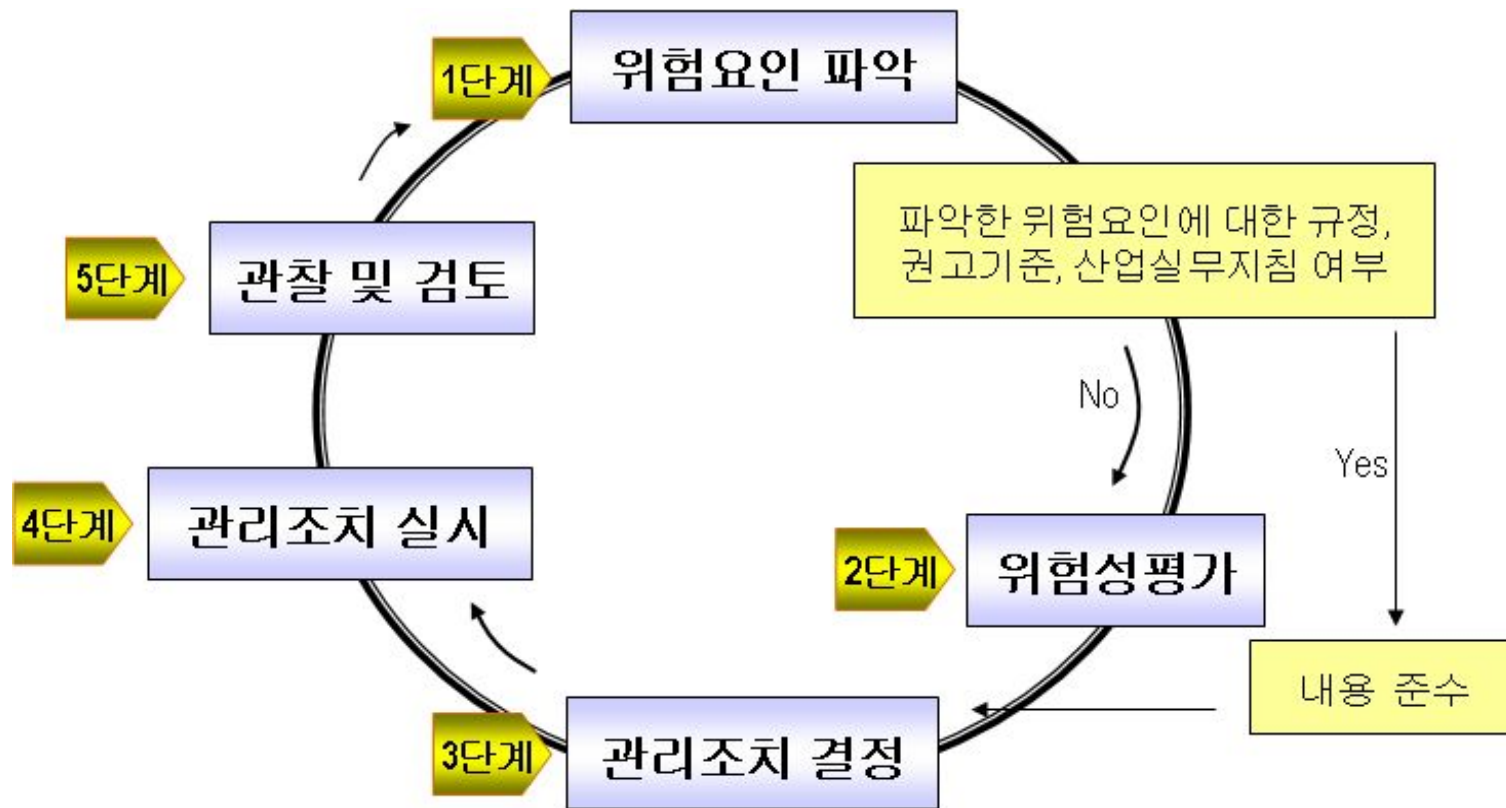 1단계
위험요인 파악
파악한 위험요인에 대한 규정,
권고기준, 산업실무지침 여부
No
Yes
2단계
위험성평가
내용 준수
3단계
관리조치 결정
4단계
관리조치 실시
5단계
관찰 및 검토